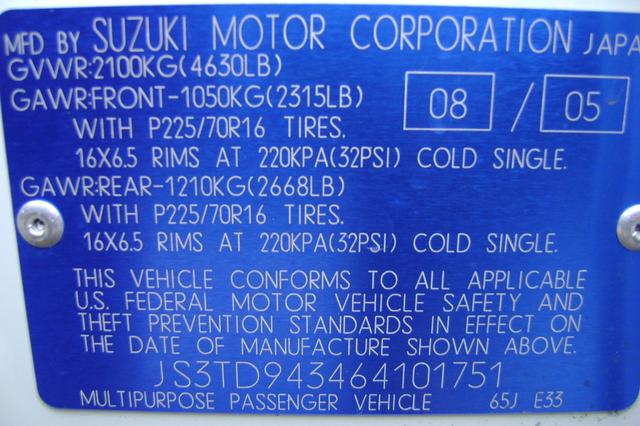 MFD BY SUZUKI MOTOR CORPORATION JAPA
GVWR:2100KG(4630LB)
GAWR:FRONT-1050KG(2315LB) 08 / 05
WITH P225/70R16 TIRES.
16X6.5 RIMS AT 220KPA(32PSI) COLD SINGLE.
GAWR:REAR-1210KG(2668LB)
WITH P225/70R16 TIRES.
16X6.5 RIMS AT 220KPA(32PSI) COLD SINGLE.
THIS VEHICLE CONFORMS TO ALL APPLICABLE
U.S. FEDERAL MOTOR VEHICLE SAFETY AND
THEFT PREVENTION STANDARDS IN EFFECT ON
THE DATE OF MANUFACTURE SHOWN ABOVE.
JS3TD943464101751
MULTIPURPOSE PASSENGER VEHICLE 65J E33